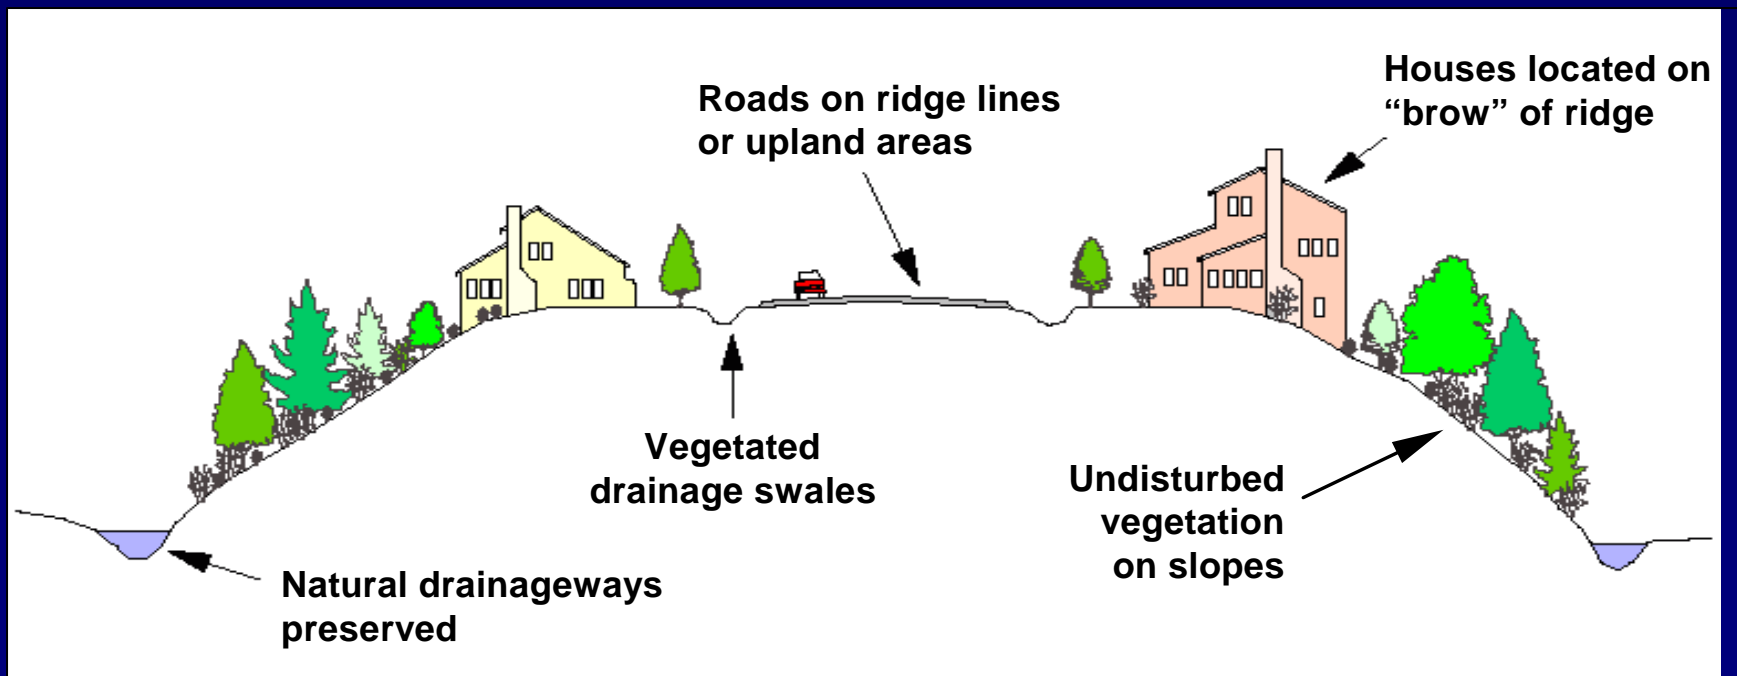 Houses located on
“brow” of ridge
Roads on ridge lines
or upland areas
Vegetated
drainage swales
Undisturbed
vegetation
on slopes
Natural drainageways
preserved